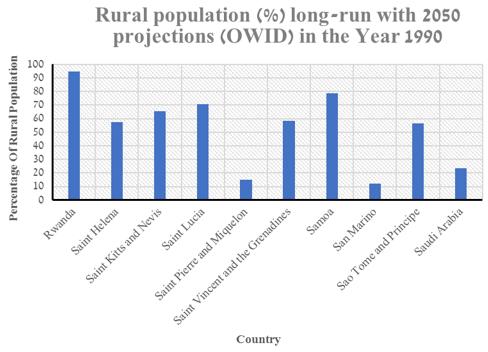 Rural population (%) long-run with 2050
projections (OWID) in the Year 1990
Percentage Of Rural Population
100
90
80
70
60
50
40
30
20
10
0
Rwanda
Saint Helena
Saint Kitts and Nevis
Saint Lucia
Saint Pierre and Miquelon
Saint Vincent and the Grenadines
Samoa
San Marino
Sao Tome and Principe
Saudi Arabia
Country